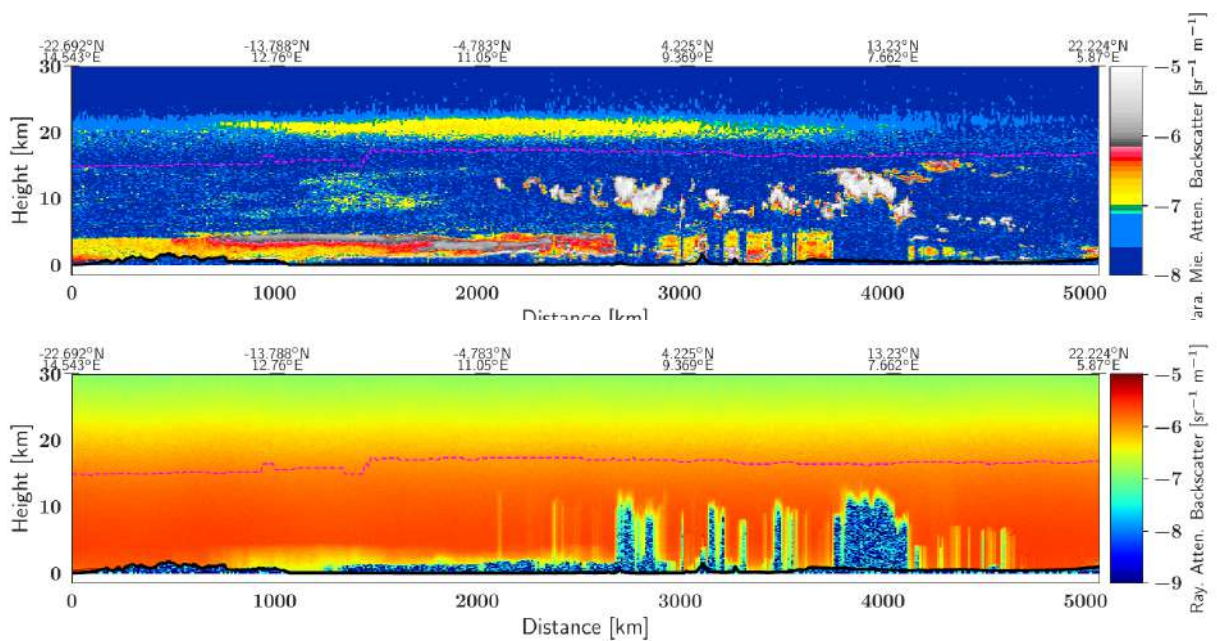 -22.692°N -13.788°N -4.783°N 4.225°N 13.23°N 22.224°N
14.543°E 12.76°E 11.05°E 9.369°E 7.662°E 5.87°E
30
20
10
0
Height [km]
0 1000 2000 3000 4000 5000
Distance [km]
−5
−6
−7
−8
Mie. Atten. Backscatter [sr⁻¹ m⁻¹]
-22.692°N -13.788°N -4.783°N 4.225°N 13.23°N 22.224°N
14.543°E 12.76°E 11.05°E 9.369°E 7.662°E 5.87°E
30
20
10
0
Height [km]
0 1000 2000 3000 4000 5000
Distance [km]
−5
−6
−7
−8
−9
Ray. Atten. Backscatter [sr⁻¹ m⁻¹]